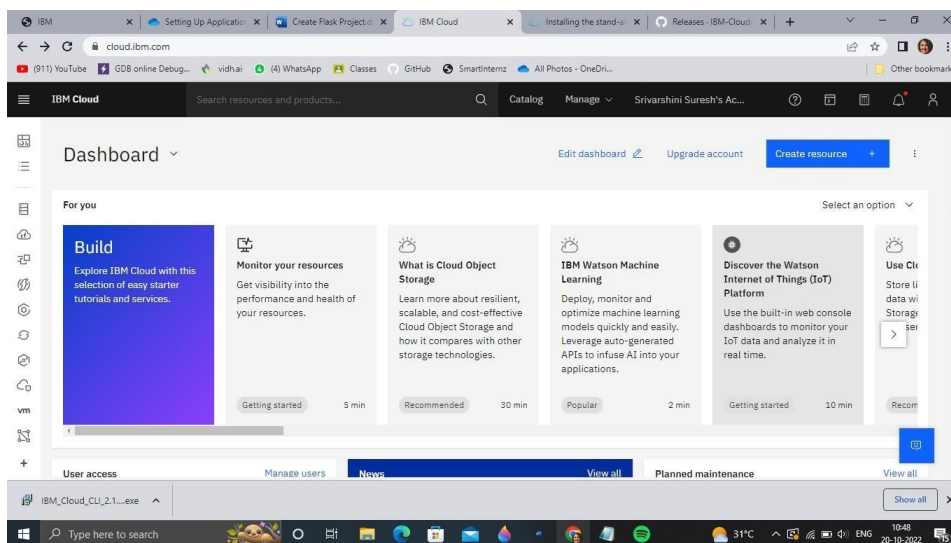 IBM
Setting Up Application
Create Flask Project.d
IBM Cloud
Installing the stand-al
Releases · IBM-Cloud/
cloud.ibm.com
(911) YouTube
GDB online Debug...
vidh.ai
(4) WhatsApp
Classes
GitHub
SmartInternz
All Photos - OneDri...
Other bookmark
IBM Cloud
Search resources and products...
Catalog
Manage
Srivarshini Suresh's Ac...
Dashboard
Edit dashboard
Upgrade account
Create resource +
For you
Select an option
Build
Explore IBM Cloud with this
selection of easy starter
tutorials and services.
Monitor your resources
Get visibility into the
performance and health of
your resources.
Getting started
5 min
What is Cloud Object
Storage
Learn more about resilient,
scalable, and cost-effective
Cloud Object Storage and
how it compares with other
storage technologies.
Recommended
30 min
IBM Watson Machine
Learning
Deploy, monitor and
optimize machine learning
models quickly and easily.
Leverage auto-generated
APIs to infuse AI into your
applications.
Popular
2 min
Discover the Watson
Internet of Things (IoT)
Platform
Use the built-in web console
dashboards to monitor your
IoT data and analyze it in
real time.
Getting started
10 min
Use Clo
Store li
data wi
Storage
ser
Recom
vm
User access
Manage users
News
View all
Planned maintenance
View all
IBM_Cloud_CLI_2.1....exe
Show all
Type here to search
31°C
ENG
10:48
20-10-2022